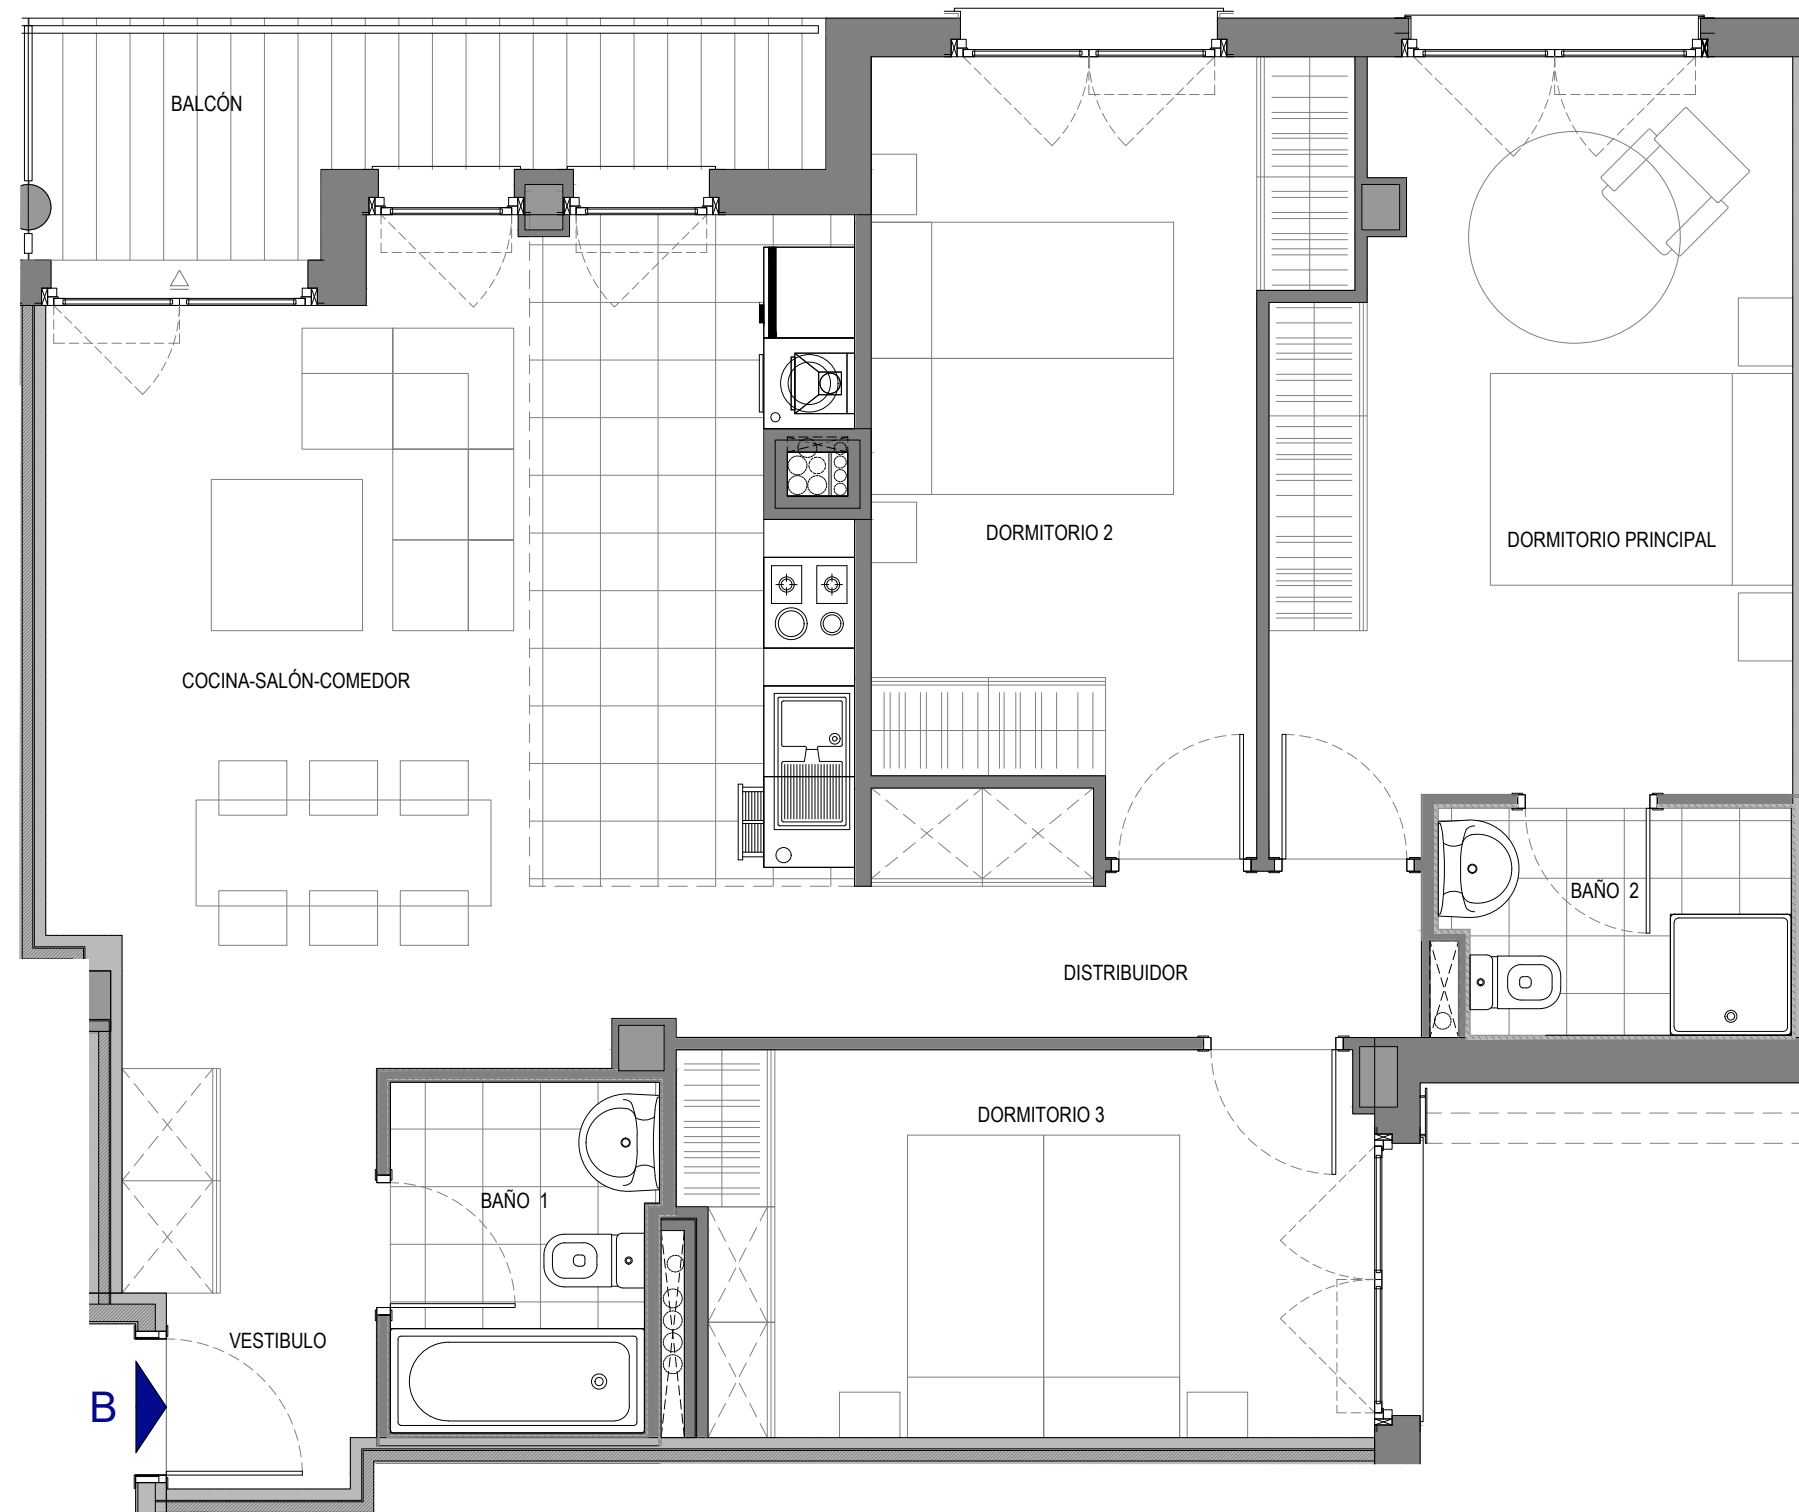 BALCÓN
DORMITORIO 2
DORMITORIO PRINCIPAL
COCINA-SALÓN-COMEDOR
BAÑO 2
DISTRIBUIDOR
DORMITORIO 3
BAÑO 1
VESTIBULO
B